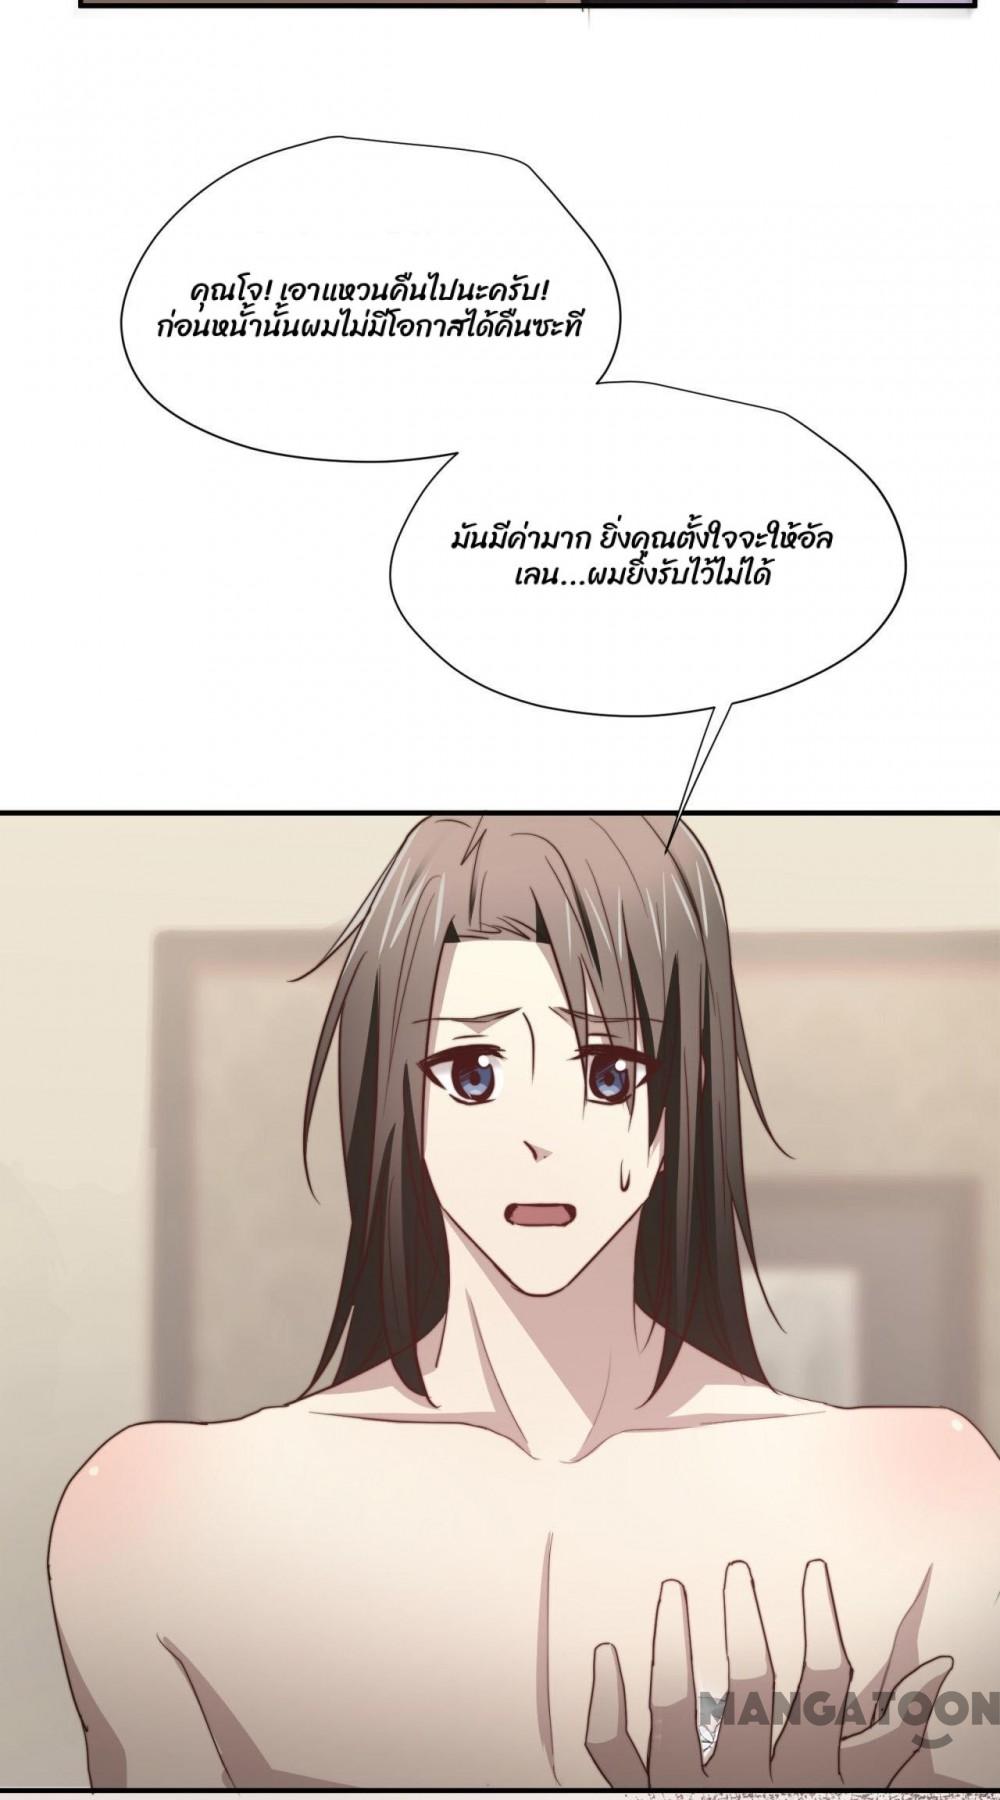 คุณโจ! เอาแหวนคืนไปนะครับ!
ก่อนหน้านั้นผมไม่มีโอกาสได้คืนซะที
มันมีค่ามาก ยิ่งคุณตั้งใจจะให้อัล
เลน...ผมยิ่งรับไว้ไม่ได้
MANGATOON